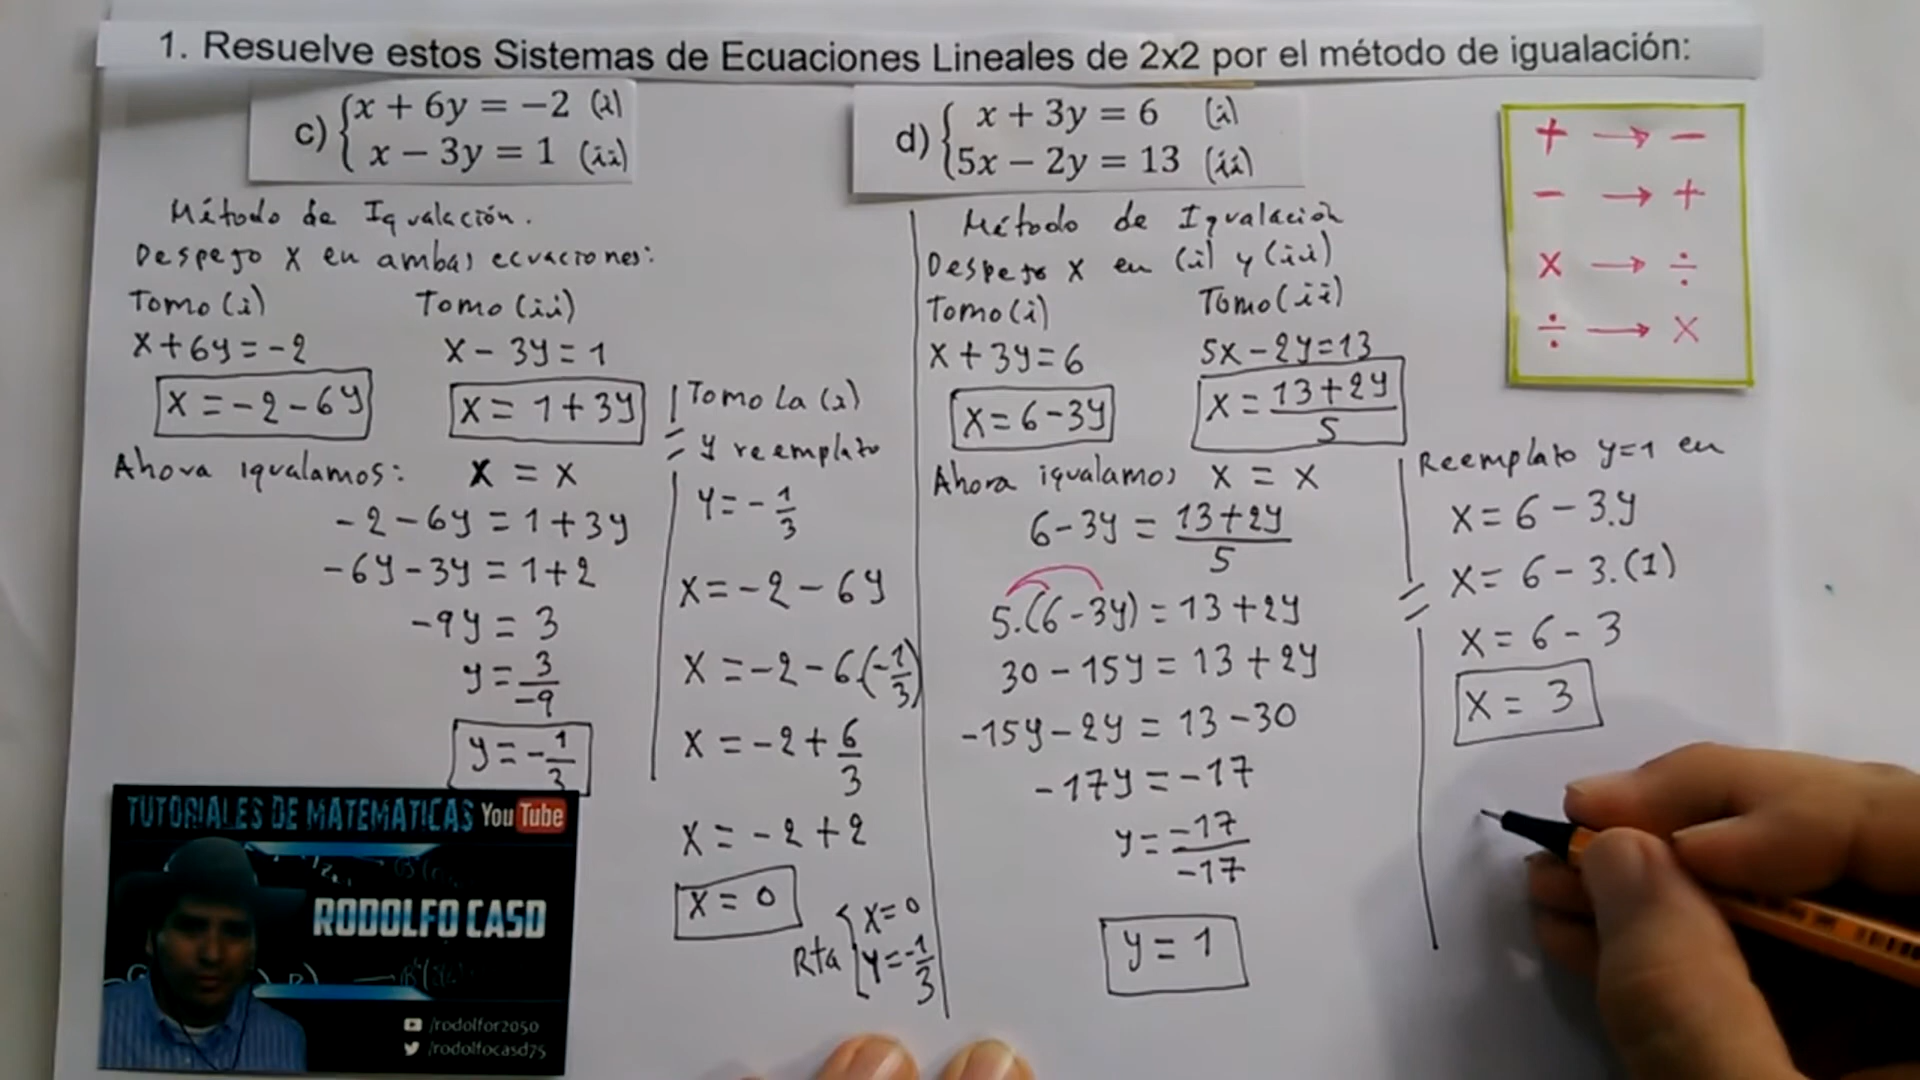 1. Resuelve estos Sistemas de Ecuaciones Lineales de 2x2 por el método de igualación:
c) { x + 6y = −2 (i)
x − 3y = 1 (ii)
Método de Igualación.
Despejo x en ambas ecuaciones:
Tomo (i) Tomo (ii)
x + 6y = -2 x - 3y = 1
x = -2 - 6y x = 1 + 3y
Ahora igualamos: x = x
-2 - 6y = 1 + 3y
-6y - 3y = 1 + 2
-9y = 3
y = 3/-9
y = -1/3
Tomo la (i)
y reemplazo
y = -1/3
x = -2 - 6y
x = -2 - 6.(-1/3)
x = -2 + 6/3
x = -2 + 2
x = 0
Rta { x = 0
y = -1/3
d) { x + 3y = 6 (i)
5x − 2y = 13 (ii)
Método de Igualación
Despejo x en (i) y (ii)
Tomo (i) Tomo (ii)
x + 3y = 6 5x - 2y = 13
x = 6 - 3y x = 13 + 2y/5
Ahora igualamos x = x
6 - 3y = 13 + 2y/5
5.(6 - 3y) = 13 + 2y
30 - 15y = 13 + 2y
-15y - 2y = 13 - 30
-17y = -17
y = -17/-17
y = 1
Reemplazo y = 1 en
x = 6 - 3.y
x = 6 - 3.(1)
x = 6 - 3
x = 3
+ → −
− → +
× → ÷
÷ → ×
TUTORIALES DE MATEMATICAS YouTube
RODOLFO CASD
/rodolfor2050
/rodolfocasd75